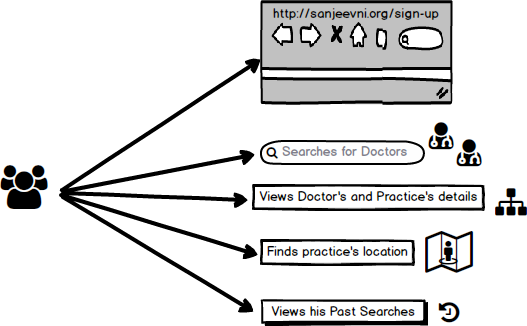 http://sanjeevni.org/sign-up
Searches for Doctors
Views Doctor's and Practice's details
Finds practice's location
Views his Past Searches